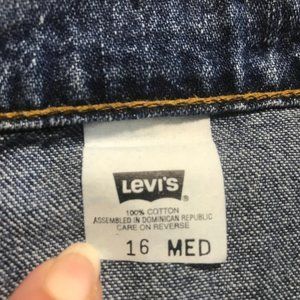 LEVI'S
®
100% COTTON
ASSEMBLED IN DOMINICAN REPUBLIC
CARE ON REVERSE
16 MED